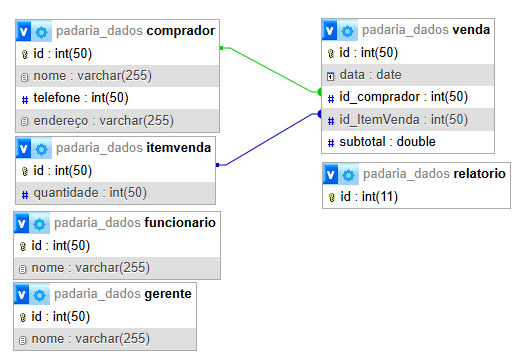 padaria_dados comprador
id : int(50)
nome : varchar(255)
telefone : int(50)
endereço : varchar(255)
padaria_dados itemvenda
id : int(50)
quantidade : int(50)
padaria_dados funcionario
id : int(50)
nome : varchar(255)
padaria_dados gerente
id : int(50)
nome : varchar(255)
padaria_dados venda
id : int(50)
data : date
id_comprador : int(50)
id_ItemVenda : int(50)
subtotal : double
padaria_dados relatorio
id : int(11)